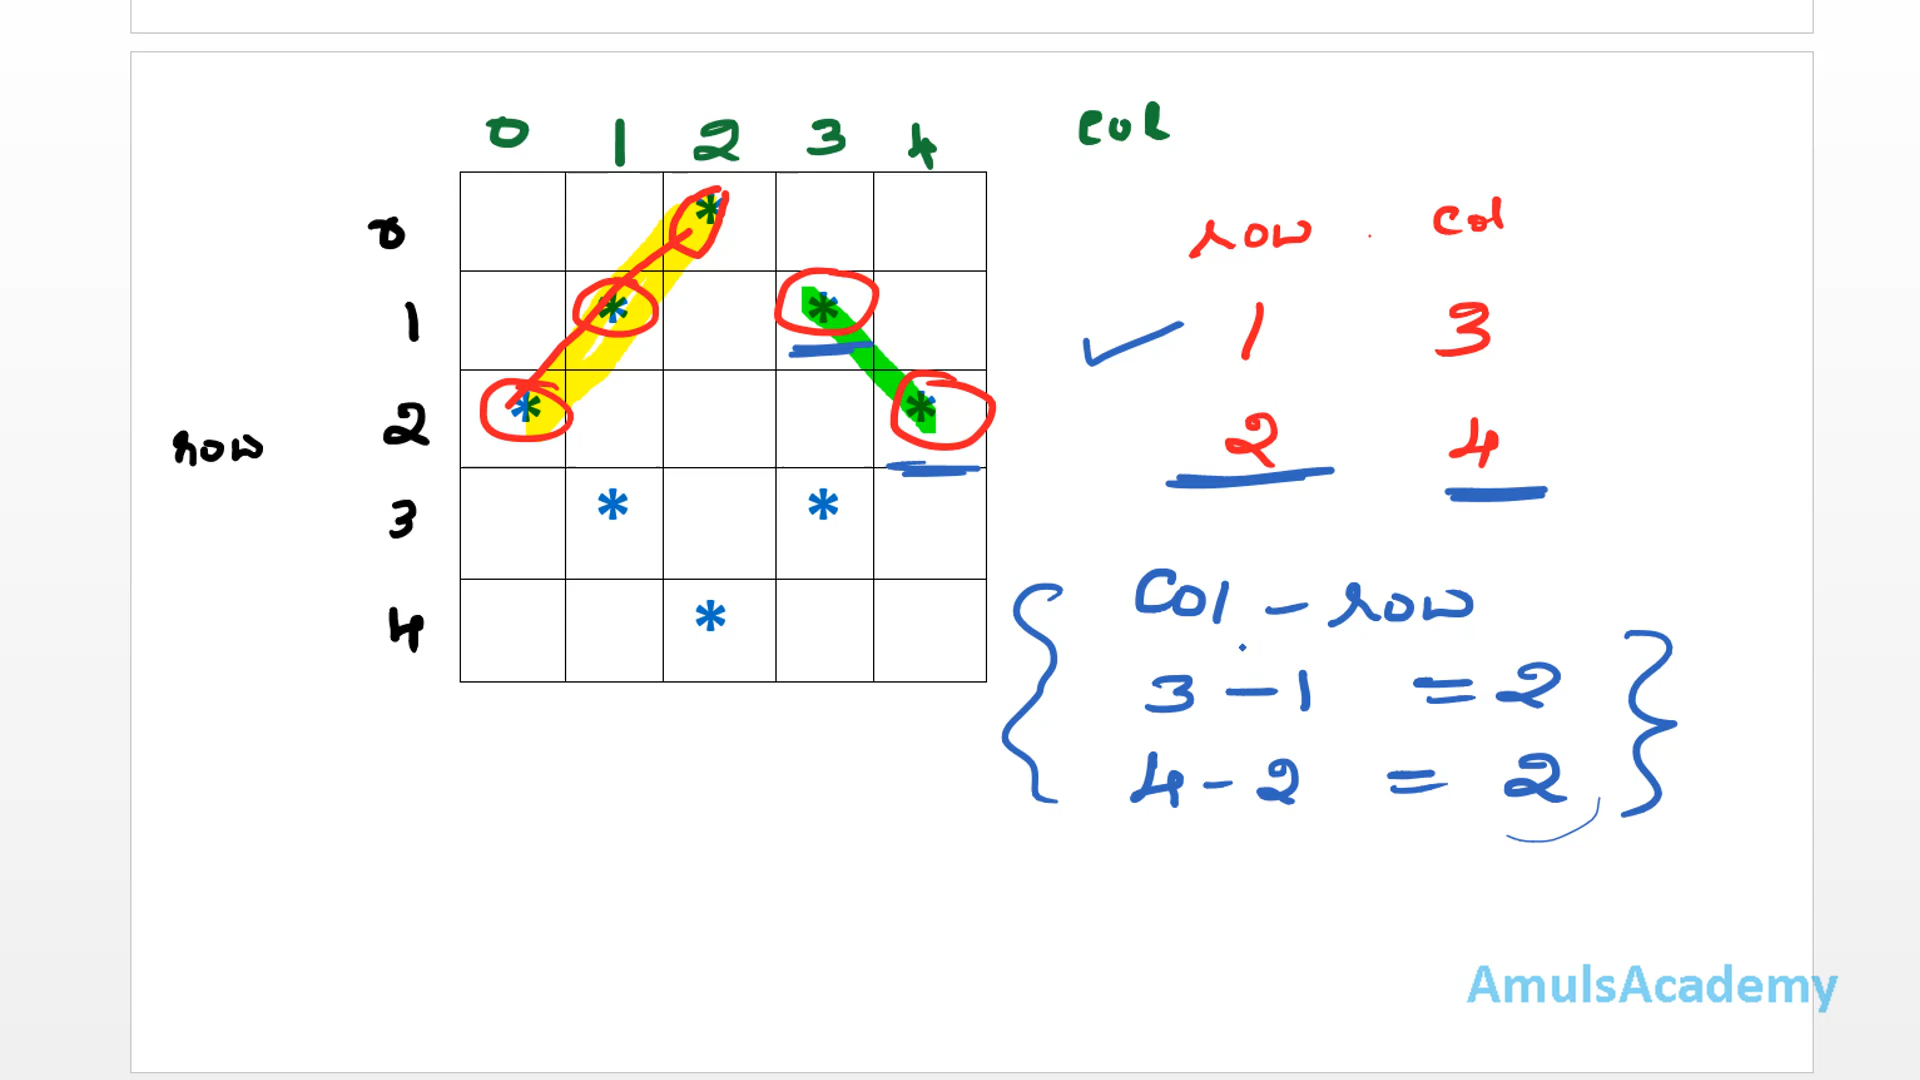 0 1 2 3 4 col
0 *
1 * *
2 * *
3 * *
4 *
row
row col
1 3
2 4
Col - row
3 - 1 = 2
4 - 2 = 2
AmulsAcademy